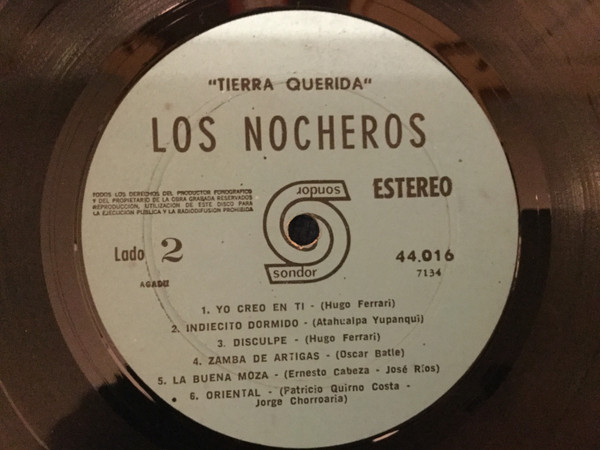 "TIERRA QUERIDA"
LOS NOCHEROS
TODOS LOS DERECHOS DEL PRODUCTOR FONOGRAFICO
Y DEL PROPIETARIO DE LA OBRA GRABADA RESERVADOS
REPRODUCCION, UTILIZACION DE ESTE DISCO PARA
LA EJECUCION PUBLICA Y LA RADIODIFUSION PROHIBIDA
sondor
ESTEREO
Lado 2
44.016
sondor
AGADU
7134
1. YO CREO EN TI - (Hugo Ferrari)
2. INDIECITO DORMIDO - (Atahualpa Yupanqui)
3. DISCULPE - (Hugo Ferrari)
4. ZAMBA DE ARTIGAS - (Oscar Batle)
5. LA BUENA MOZA - (Ernesto Cabeza - José Ríos)
6. ORIENTAL - (Patricio Quirno Costa -
Jorge Chorroaria)